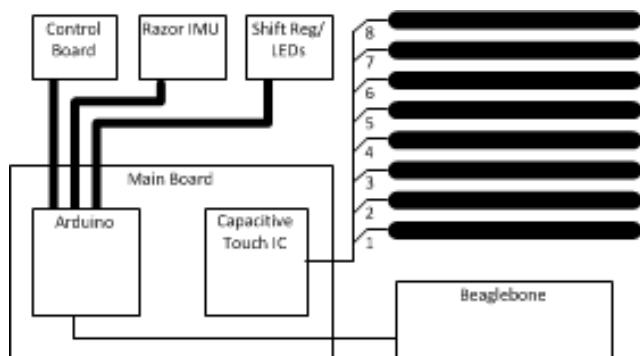 Control
Board
Razor IMU
Shift Reg/
LEDs
8
7
6
5
4
3
2
1
Main Board
Arduino
Capacitive
Touch IC
Beaglebone